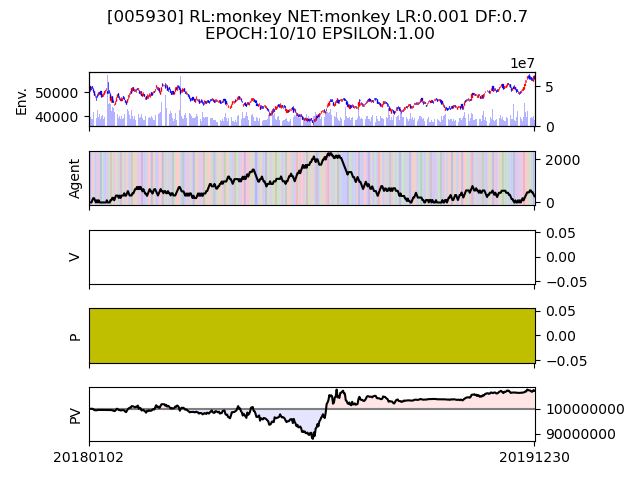 [005930] RL:monkey NET:monkey LR:0.001 DF:0.7
EPOCH:10/10 EPSILON:1.00
1e7
Env.
50000
40000
5
0
Agent
2000
0
V
0.05
0.00
−0.05
P
0.05
0.00
−0.05
PV
100000000
90000000
20180102
20191230